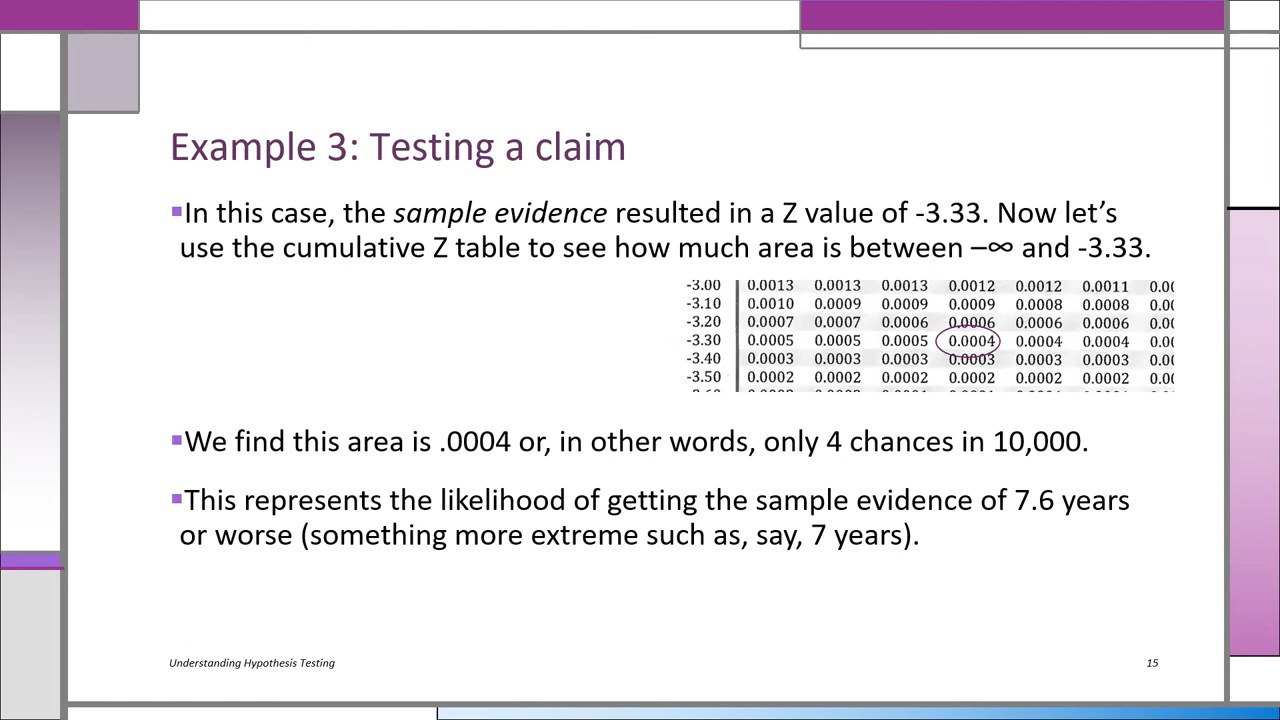 Example 3: Testing a claim
▪In this case, the sample evidence resulted in a Z value of -3.33. Now let’s
use the cumulative Z table to see how much area is between –∞ and -3.33.
-3.00 0.0013 0.0013 0.0013 0.0012 0.0012 0.0011
-3.10 0.0010 0.0009 0.0009 0.0009 0.0008 0.0008
-3.20 0.0007 0.0007 0.0006 0.0006 0.0006 0.0006
-3.30 0.0005 0.0005 0.0005 0.0004 0.0004 0.0004
-3.40 0.0003 0.0003 0.0003 0.0003 0.0003 0.0003
-3.50 0.0002 0.0002 0.0002 0.0002 0.0002 0.0002
▪We find this area is .0004 or, in other words, only 4 chances in 10,000.
▪This represents the likelihood of getting the sample evidence of 7.6 years
or worse (something more extreme such as, say, 7 years).
Understanding Hypothesis Testing 15